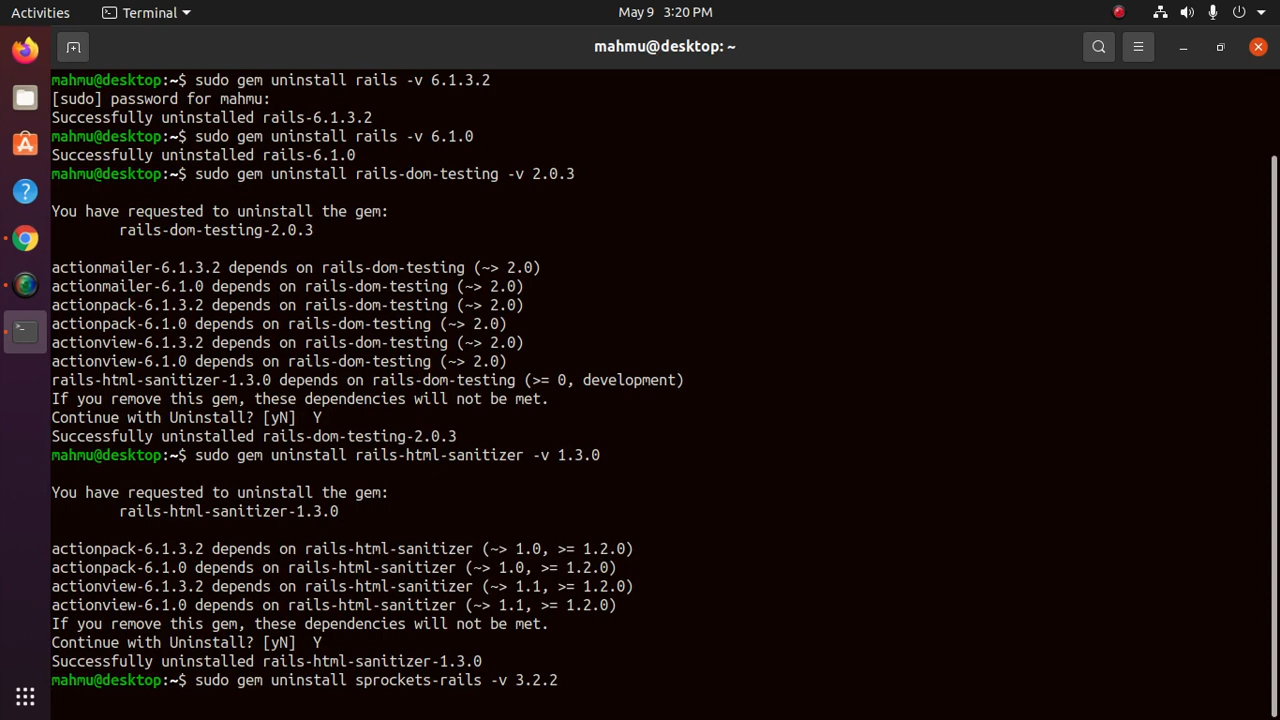 Activities
Terminal
May 9 3:20 PM
mahmu@desktop: ~
mahmu@desktop:~$ sudo gem uninstall rails -v 6.1.3.2
[sudo] password for mahmu:
Successfully uninstalled rails-6.1.3.2
mahmu@desktop:~$ sudo gem uninstall rails -v 6.1.0
Successfully uninstalled rails-6.1.0
mahmu@desktop:~$ sudo gem uninstall rails-dom-testing -v 2.0.3
You have requested to uninstall the gem:
rails-dom-testing-2.0.3
actionmailer-6.1.3.2 depends on rails-dom-testing (~> 2.0)
actionmailer-6.1.0 depends on rails-dom-testing (~> 2.0)
actionpack-6.1.3.2 depends on rails-dom-testing (~> 2.0)
actionpack-6.1.0 depends on rails-dom-testing (~> 2.0)
actionview-6.1.3.2 depends on rails-dom-testing (~> 2.0)
actionview-6.1.0 depends on rails-dom-testing (~> 2.0)
rails-html-sanitizer-1.3.0 depends on rails-dom-testing (>= 0, development)
If you remove this gem, these dependencies will not be met.
Continue with Uninstall? [yN]  Y
Successfully uninstalled rails-dom-testing-2.0.3
mahmu@desktop:~$ sudo gem uninstall rails-html-sanitizer -v 1.3.0
You have requested to uninstall the gem:
rails-html-sanitizer-1.3.0
actionpack-6.1.3.2 depends on rails-html-sanitizer (~> 1.0, >= 1.2.0)
actionpack-6.1.0 depends on rails-html-sanitizer (~> 1.0, >= 1.2.0)
actionview-6.1.3.2 depends on rails-html-sanitizer (~> 1.1, >= 1.2.0)
actionview-6.1.0 depends on rails-html-sanitizer (~> 1.1, >= 1.2.0)
If you remove this gem, these dependencies will not be met.
Continue with Uninstall? [yN]  Y
Successfully uninstalled rails-html-sanitizer-1.3.0
mahmu@desktop:~$ sudo gem uninstall sprockets-rails -v 3.2.2